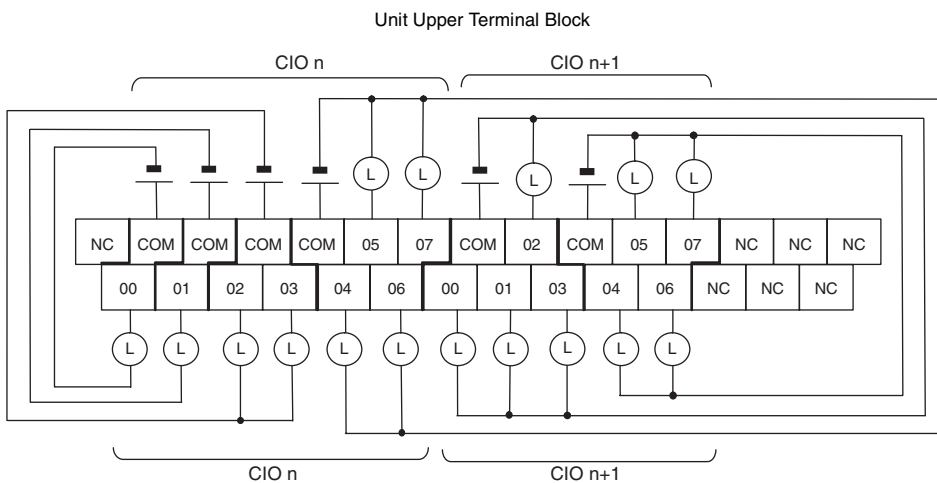 Unit Upper Terminal Block
CIO n CIO n+1
L L L L L
NC COM COM COM COM 05 07 COM 02 COM 05 07 NC NC NC
00 01 02 03 04 06 00 01 03 04 06 NC NC NC
L L L L L L L L L L L
CIO n CIO n+1